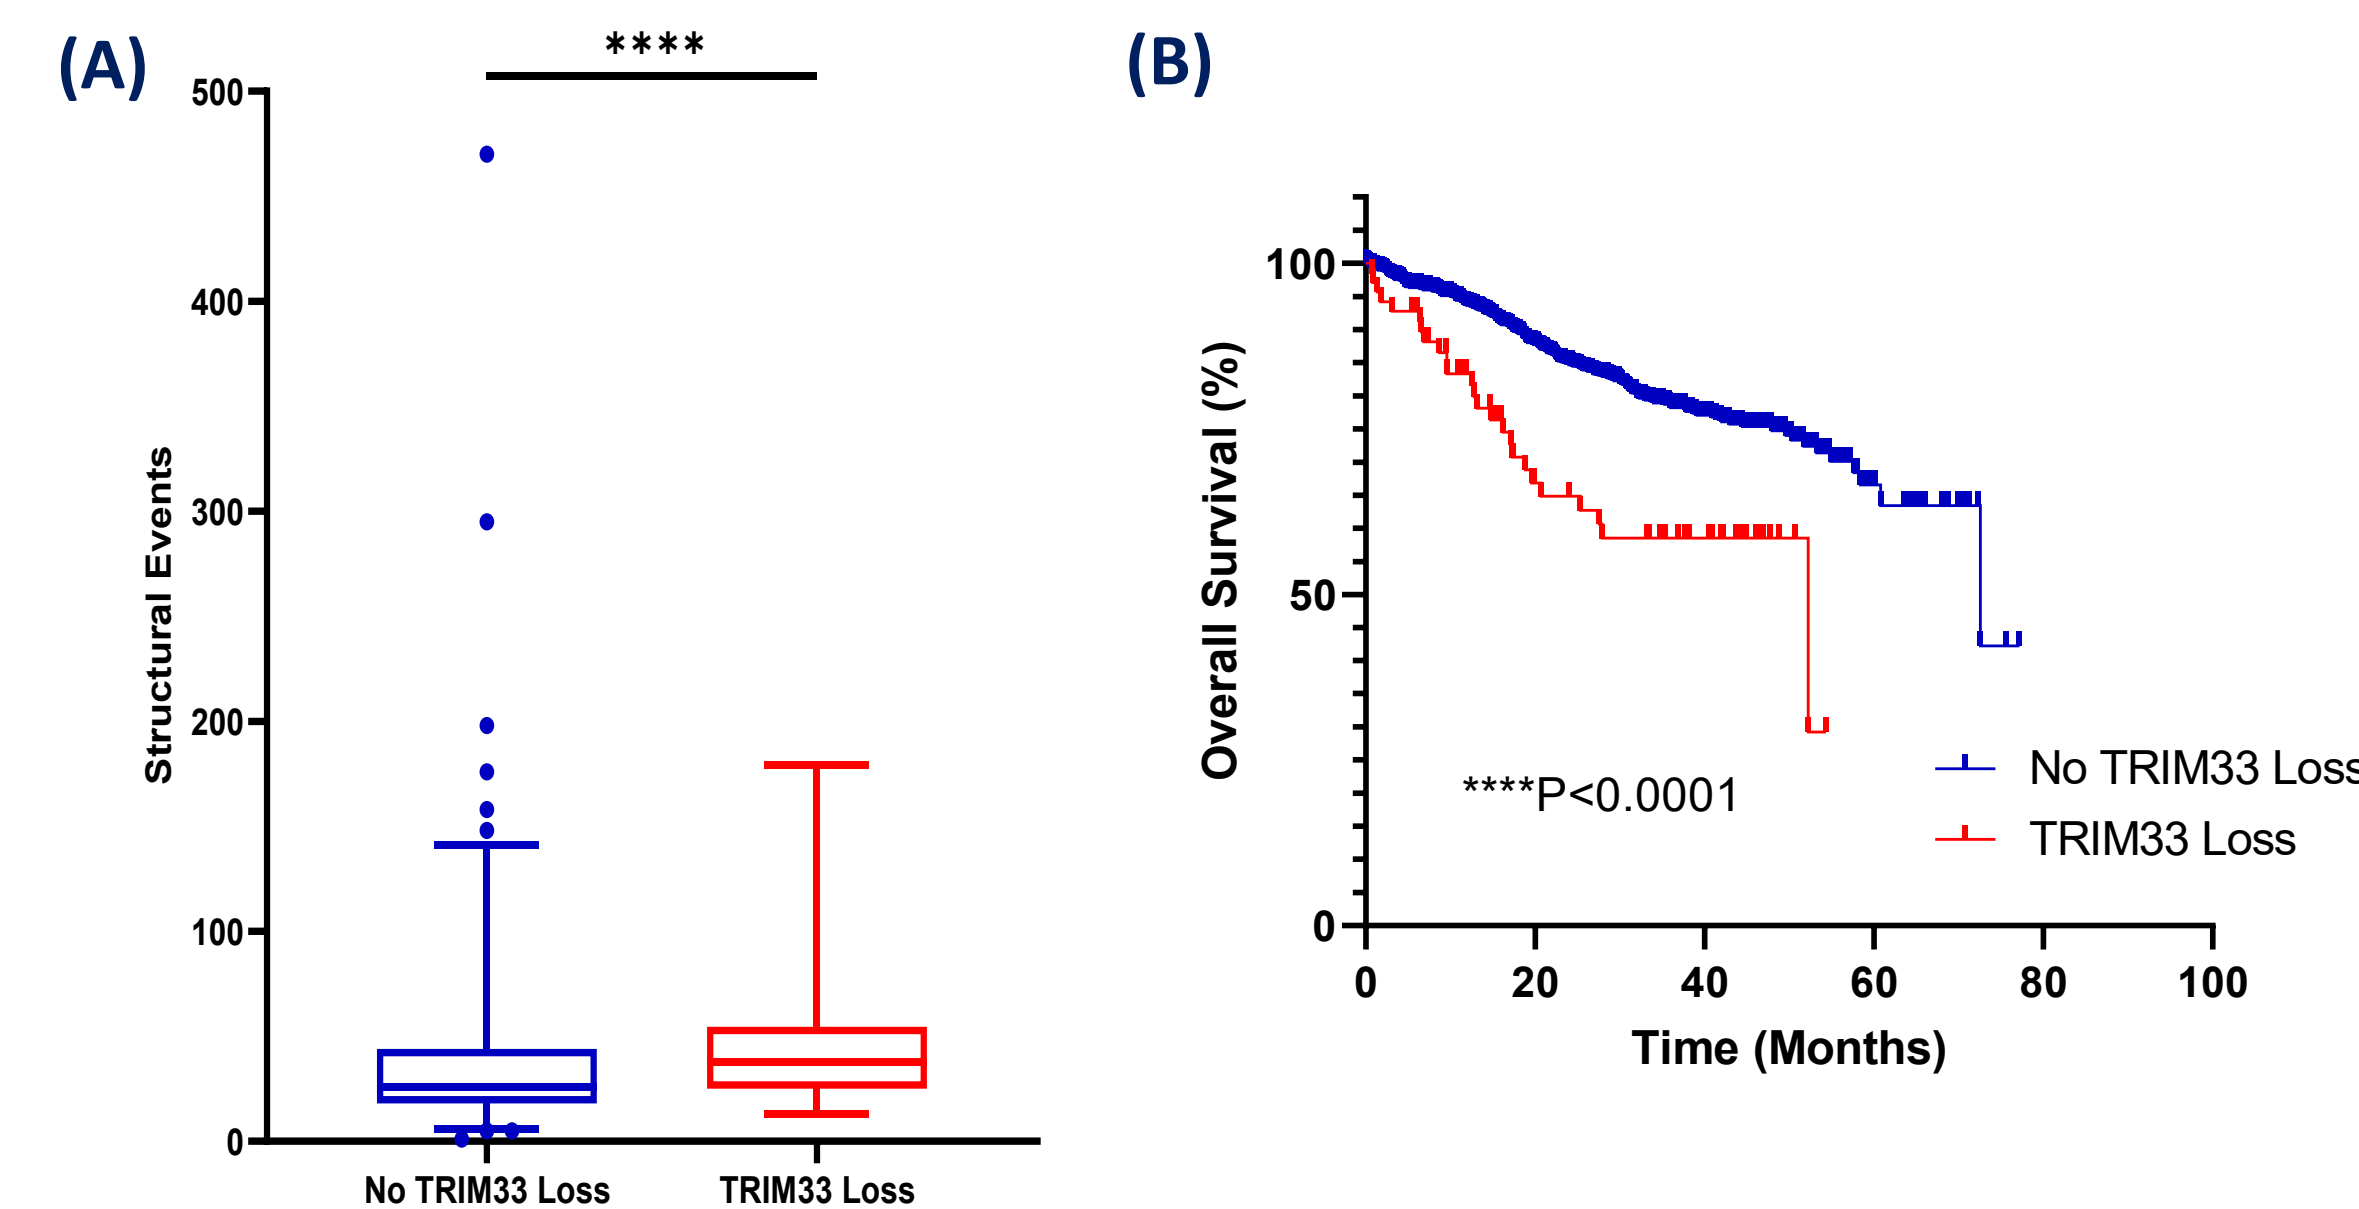 (A)
****
500
400
300
200
100
0
Structural Events
No TRIM33 Loss
TRIM33 Loss
(B)
100
50
0
Overall Survival (%)
****P<0.0001
No TRIM33 Loss
TRIM33 Loss
0 20 40 60 80 100
Time (Months)